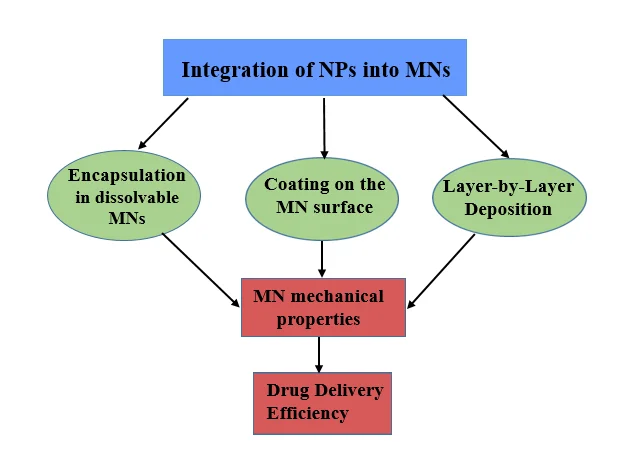 Integration of NPs into MNs
Encapsulation
in dissolvable
MNs
Coating on the
MN surface
Layer-by-Layer
Deposition
MN mechanical
properties
Drug Delivery
Efficiency